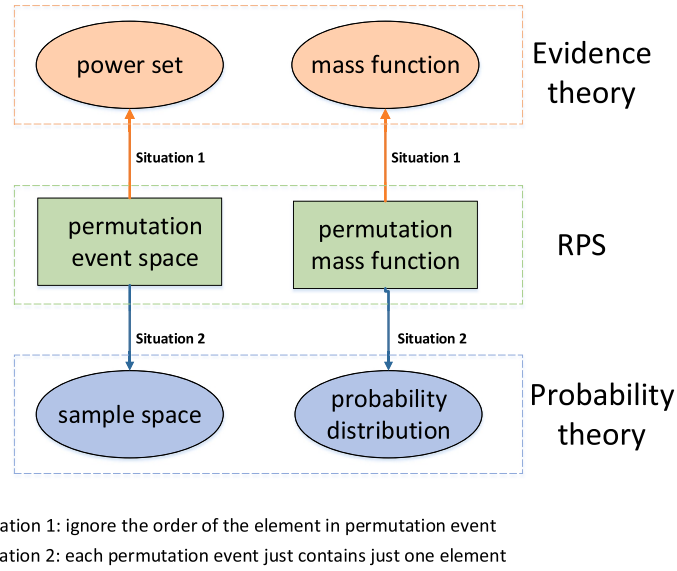 power set
mass function
Evidence
theory
Situation 1
Situation 1
permutation
event space
permutation
mass function
RPS
Situation 2
Situation 2
sample space
probability
distribution
Probability
theory
ation 1: ignore the order of the element in permutation event
ation 2: each permutation event just contains just one element